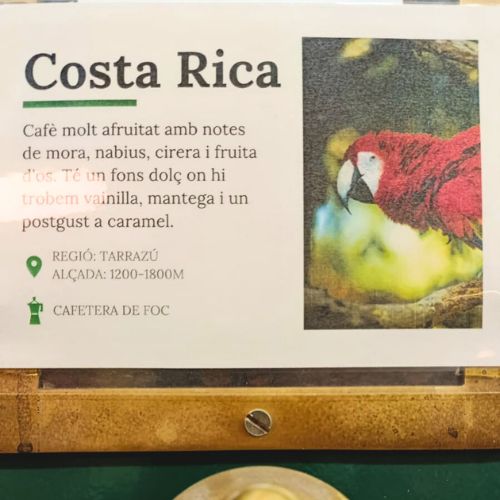 Costa Rica
Cafè molt afruitat amb notes
de mora, nabius, cirera i fruita
d'os. Té un fons dolç on hi
trobem vainilla, mantega i un
postgust a caramel.
REGIÓ: TARRAZÚ
ALÇADA: 1200-1800M
CAFETERA DE FOC